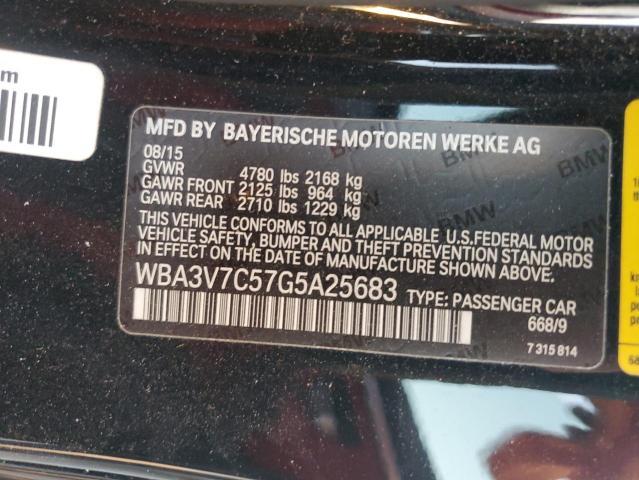 m
MFD BY BAYERISCHE MOTOREN WERKE AG
08/15
GVWR 4780 lbs 2168 kg
GAWR FRONT 2125 lbs 964 kg
GAWR REAR 2710 lbs 1229 kg
THIS VEHICLE CONFORMS TO ALL APPLICABLE U.S.FEDERAL MOTOR
VEHICLE SAFETY, BUMPER AND THEFT PREVENTION STANDARDS
IN EFFECT ON THE DATE OF MANUFACTURE SHOWN ABOVE
WBA3V7C57G5A25683 TYPE: PASSENGER CAR
668/9
7 315 814
BMW
BMW
BMW